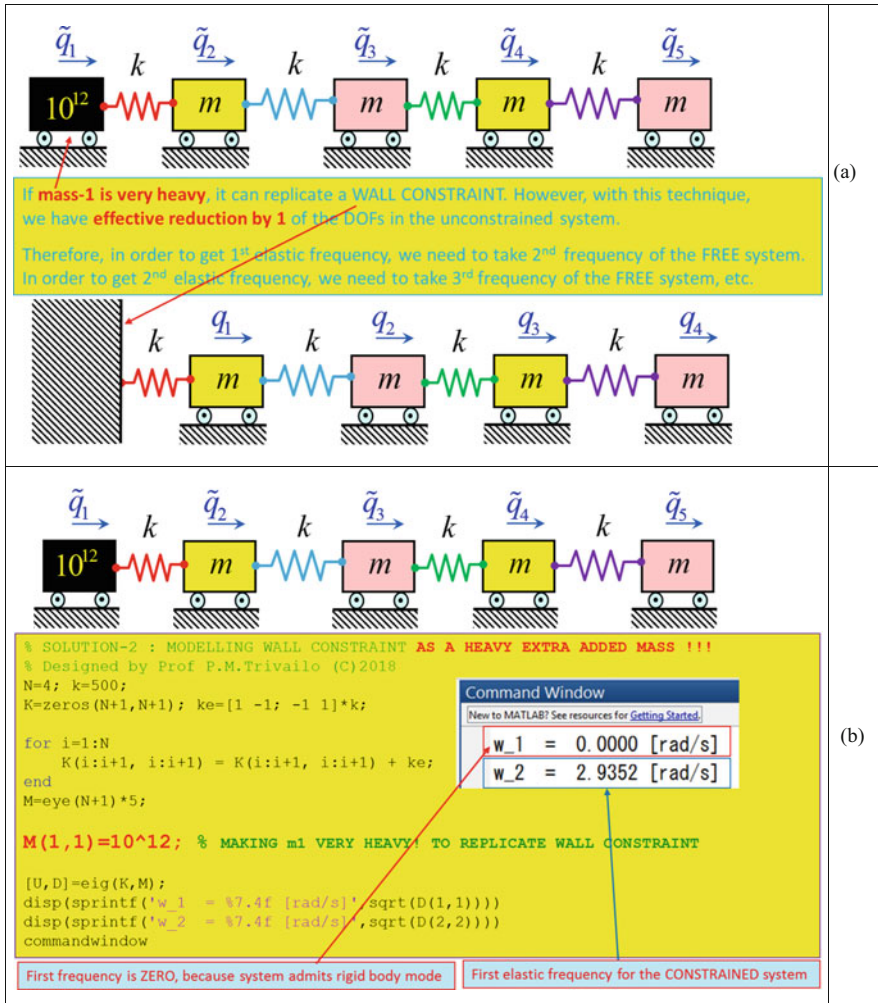 q̃₁ q̃₂ q̃₃ q̃₄ q̃₅
k k k k
10¹² m m m m
If mass-1 is very heavy, it can replicate a WALL CONSTRAINT. However, with this technique,
we have effective reduction by 1 of the DOFs in the unconstrained system.
Therefore, in order to get 1st elastic frequency, we need to take 2nd frequency of the FREE system.
In order to get 2nd elastic frequency, we need to take 3rd frequency of the FREE system, etc.
(a)
q₁ q₂ q₃ q₄
k k k k
m m m m
q̃₁ q̃₂ q̃₃ q̃₄ q̃₅
k k k k
10¹² m m m m
% SOLUTION-2 : MODELLING WALL CONSTRAINT AS A HEAVY EXTRA ADDED MASS !!!
% Designed by Prof P.M.Trivailo (C)2018
N=4; k=500;
K=zeros(N+1,N+1); ke=[1 -1; -1 1]*k;
for i=1:N
K(i:i+1, i:i+1) = K(i:i+1, i:i+1) + ke;
end
M=eye(N+1)*5;
M(1,1)=10^12; % MAKING m1 VERY HEAVY! TO REPLICATE WALL CONSTRAINT
[U,D]=eig(K,M);
disp(sprintf('w_1 = %7.4f [rad/s]',sqrt(D(1,1))))
disp(sprintf('w_2 = %7.4f [rad/s]',sqrt(D(2,2))))
commandwindow
Command Window
New to MATLAB? See resources for Getting Started.
w_1 = 0.0000 [rad/s]
w_2 = 2.9352 [rad/s]
(b)
First frequency is ZERO, because system admits rigid body mode
First elastic frequency for the CONSTRAINED system